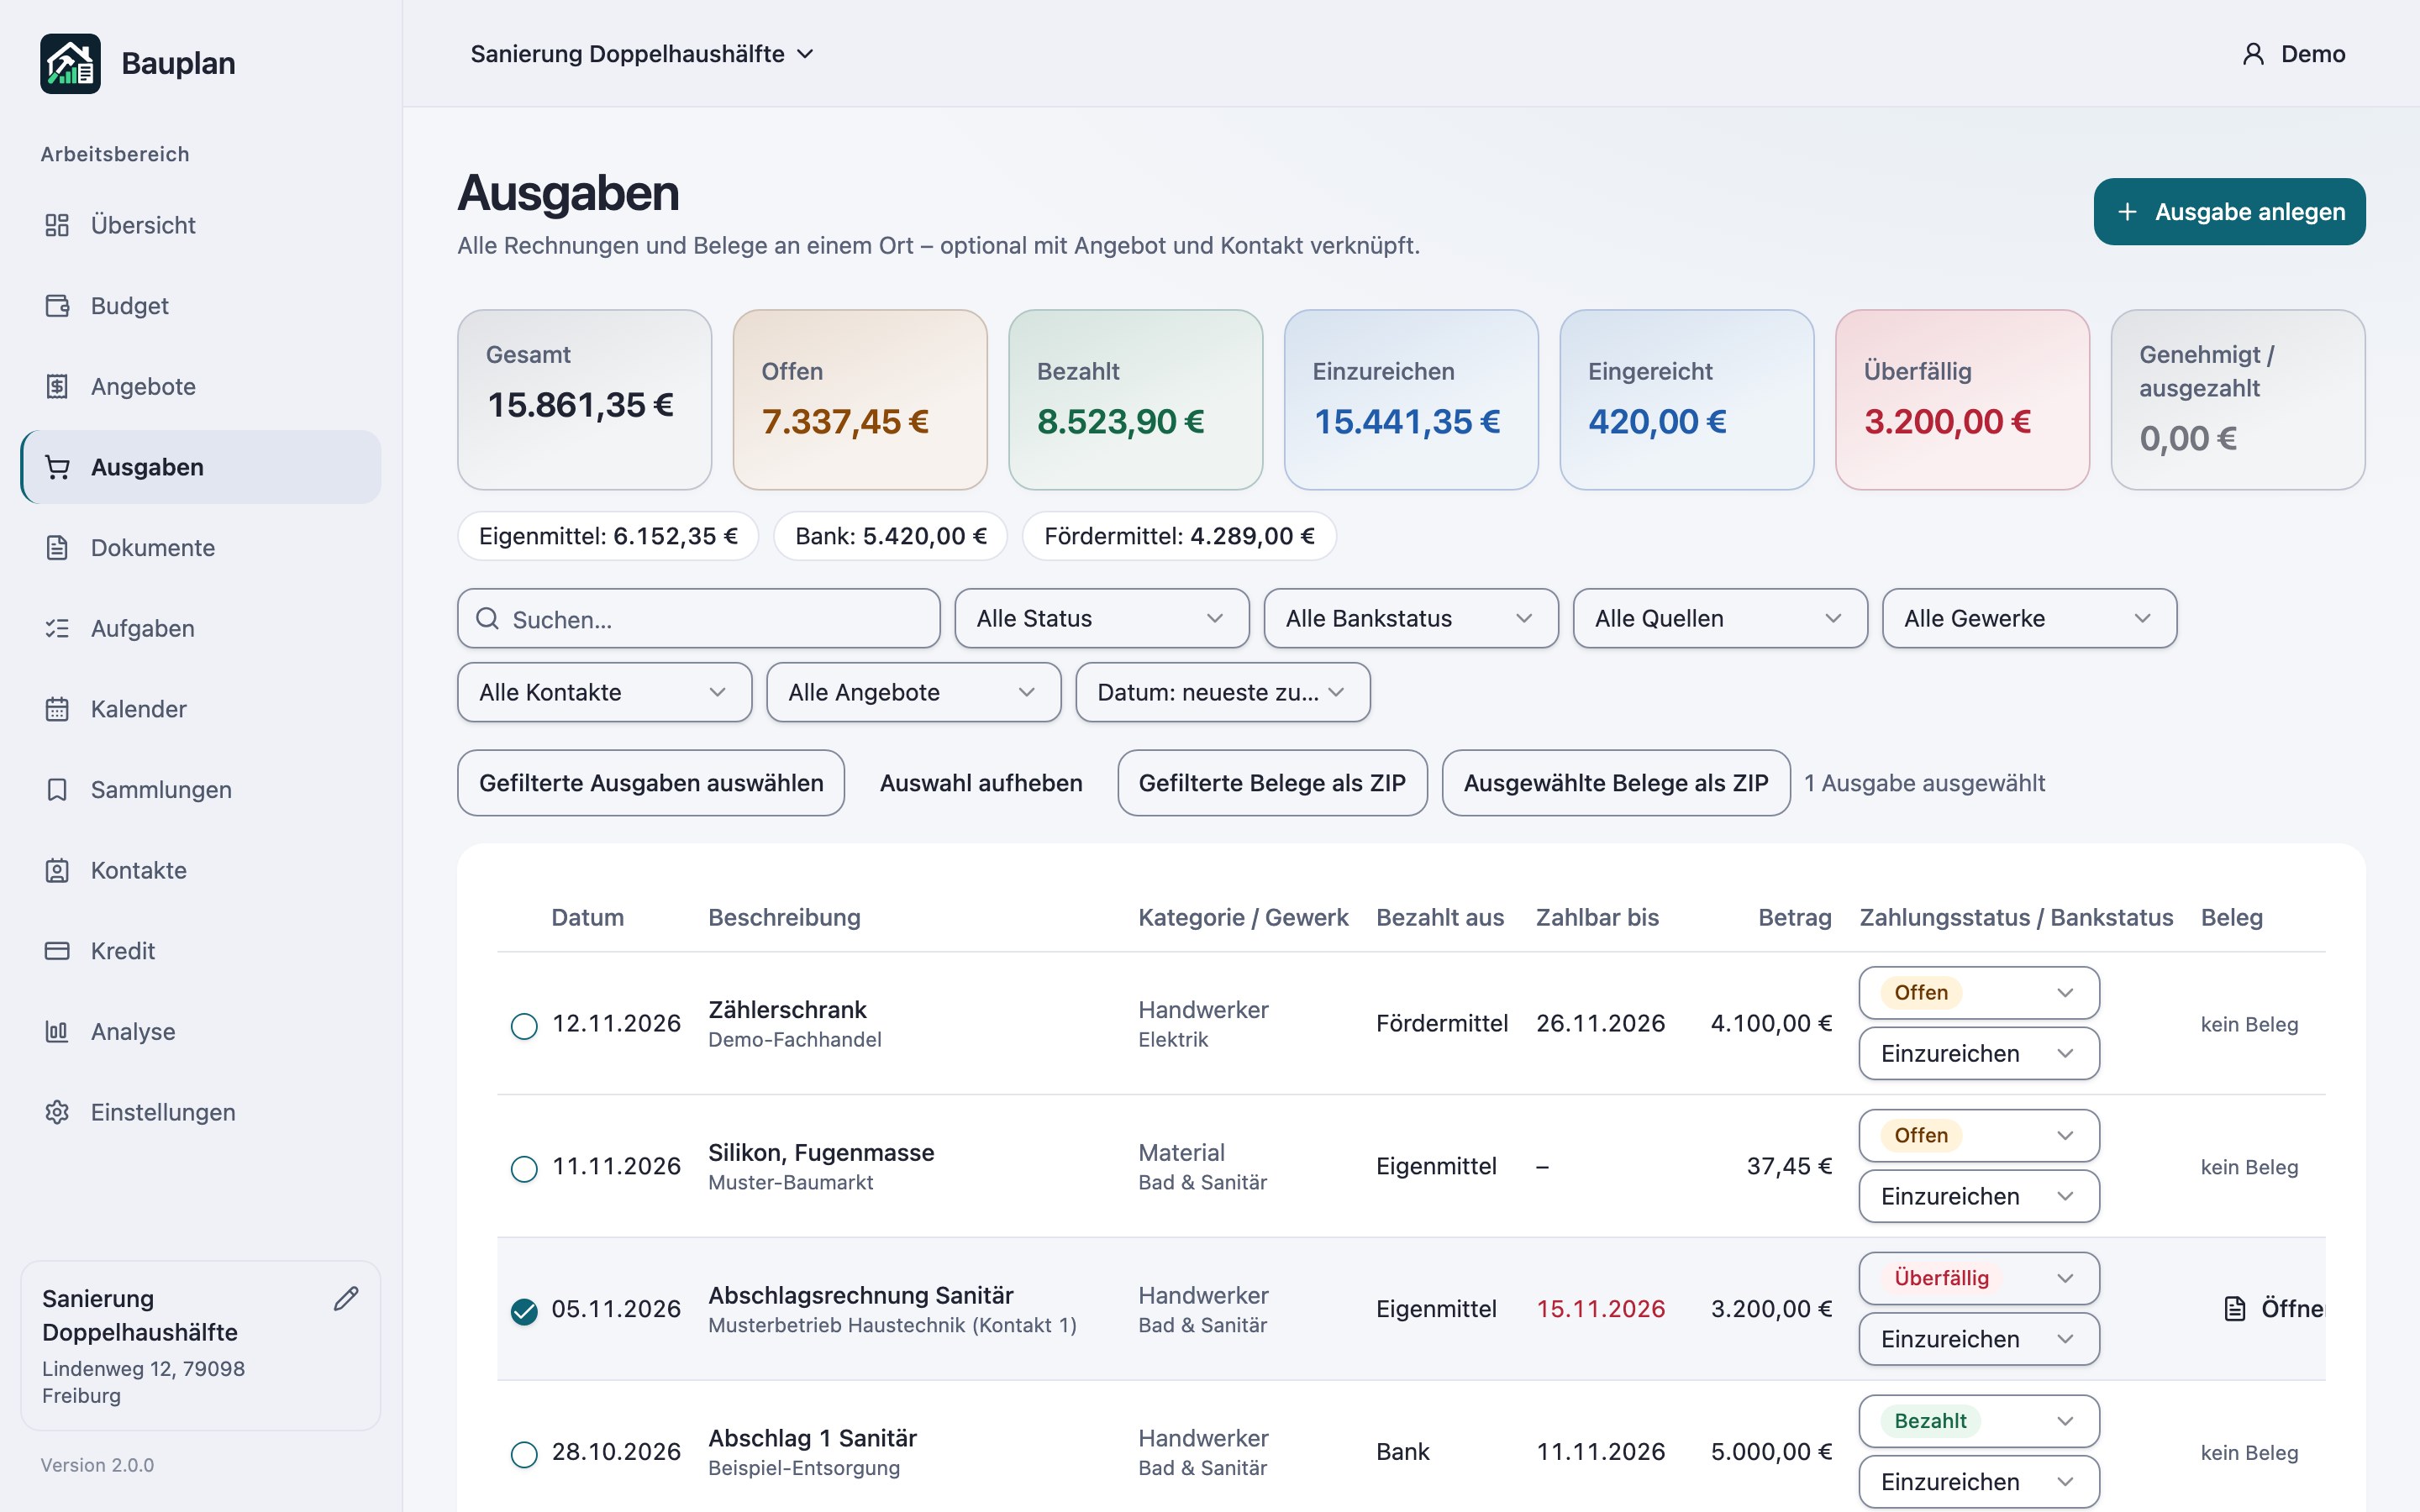 Bauplan
Sanierung Doppelhaushälfte
Demo
Arbeitsbereich
Übersicht
Budget
Angebote
Ausgaben
Dokumente
Aufgaben
Kalender
Sammlungen
Kontakte
Kredit
Analyse
Einstellungen
Sanierung
Doppelhaushälfte
Lindenweg 12, 79098
Freiburg
Version 2.0.0
Ausgaben
Alle Rechnungen und Belege an einem Ort – optional mit Angebot und Kontakt verknüpft.
Ausgabe anlegen
Gesamt
15.861,35 €
Offen
7.337,45 €
Bezahlt
8.523,90 €
Einzureichen
15.441,35 €
Eingereicht
420,00 €
Überfällig
3.200,00 €
Genehmigt /
ausgezahlt
0,00 €
Eigenmittel: 6.152,35 €
Bank: 5.420,00 €
Fördermittel: 4.289,00 €
Suchen...
Alle Status
Alle Bankstatus
Alle Quellen
Alle Gewerke
Alle Kontakte
Alle Angebote
Datum: neueste zu...
Gefilterte Ausgaben auswählen
Auswahl aufheben
Gefilterte Belege als ZIP
Ausgewählte Belege als ZIP
1 Ausgabe ausgewählt
Datum Beschreibung Kategorie / Gewerk Bezahlt aus Zahlbar bis Betrag Zahlungsstatus / Bankstatus Beleg
12.11.2026
Zählerschrank
Demo-Fachhandel
Handwerker
Elektrik
Fördermittel
26.11.2026
4.100,00 €
Offen
Einzureichen
kein Beleg
11.11.2026
Silikon, Fugenmasse
Muster-Baumarkt
Material
Bad & Sanitär
Eigenmittel
–
37,45 €
Offen
Einzureichen
kein Beleg
05.11.2026
Abschlagsrechnung Sanitär
Musterbetrieb Haustechnik (Kontakt 1)
Handwerker
Bad & Sanitär
Eigenmittel
15.11.2026
3.200,00 €
Überfällig
Einzureichen
Öffne
28.10.2026
Abschlag 1 Sanitär
Beispiel-Entsorgung
Handwerker
Bad & Sanitär
Bank
11.11.2026
5.000,00 €
Bezahlt
Einzureichen
kein Beleg